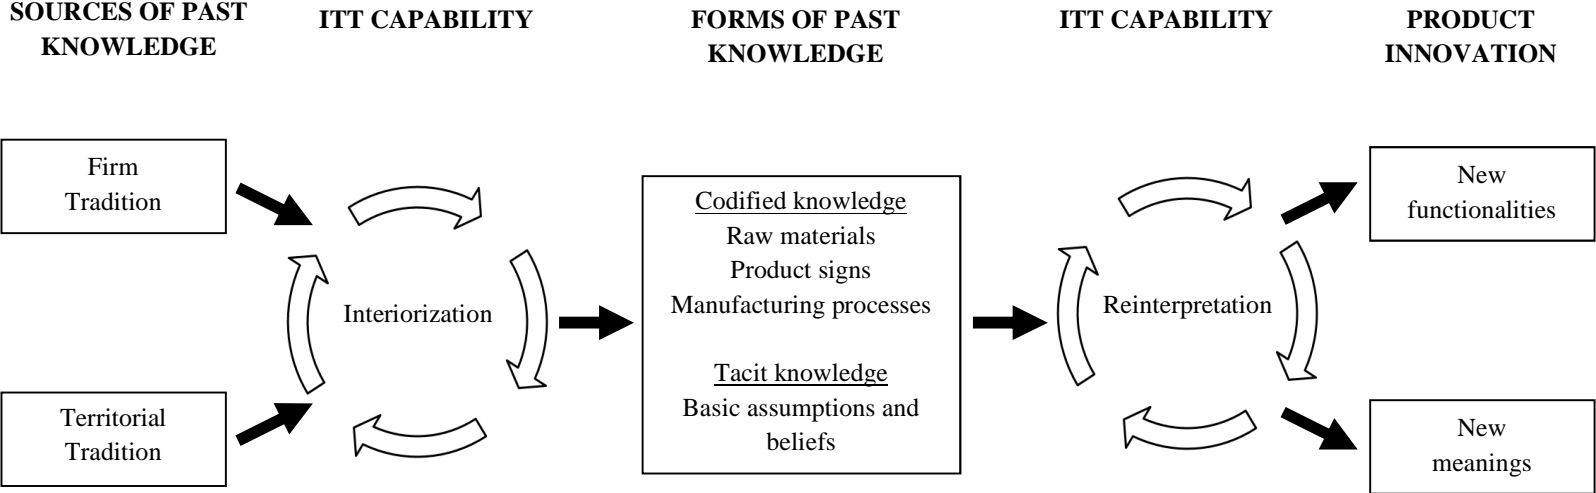 SOURCES OF PAST
KNOWLEDGE
ITT CAPABILITY
FORMS OF PAST
KNOWLEDGE
ITT CAPABILITY
PRODUCT
INNOVATION
Firm
Tradition
Territorial
Tradition
Interiorization
Codified knowledge
Raw materials
Product signs
Manufacturing processes
Tacit knowledge
Basic assumptions and
beliefs
Reinterpretation
New
functionalities
New
meanings